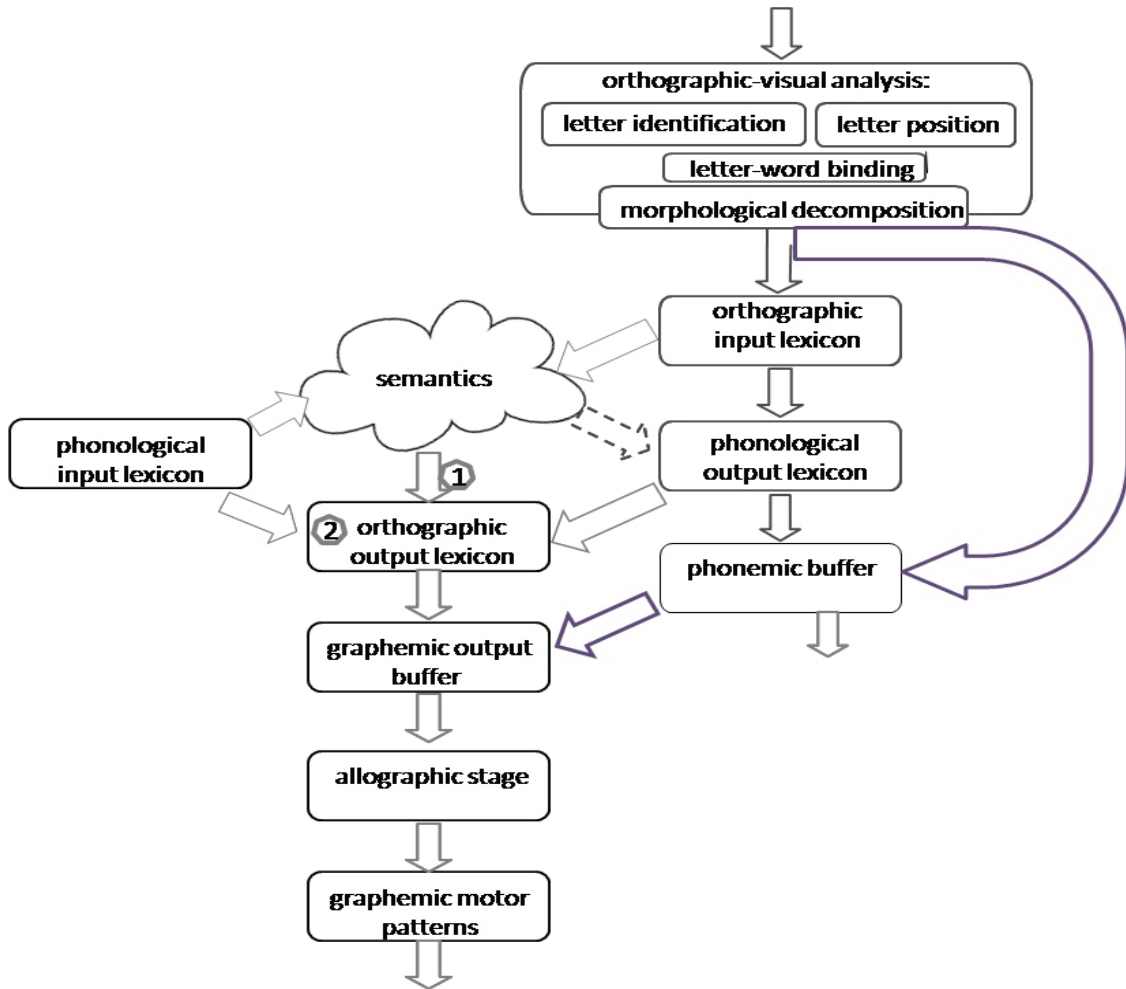 orthographic-visual analysis:
letter identification
letter position
letter-word binding
morphological decomposition
orthographic
input lexicon
semantics
phonological
input lexicon
phonological
output lexicon
1
2
orthographic
output lexicon
phonemic buffer
graphemic output
buffer
allographic stage
graphemic motor
patterns